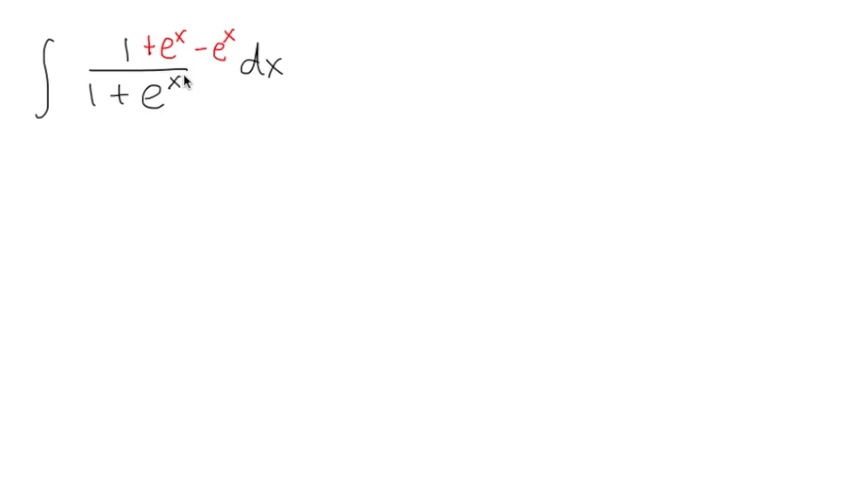 ∫ (1 + e^x - e^x)/(1 + e^x) dx